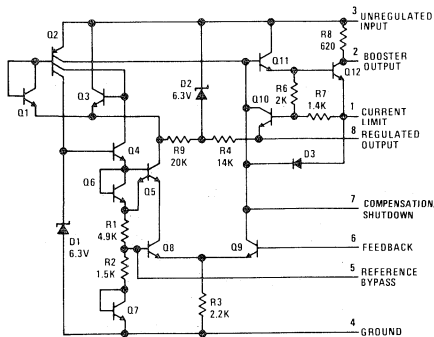 3 UNREGULATED INPUT
R8 620
2 BOOSTER OUTPUT
Q2
Q11
Q12
D2 6.3V
R6 2K
R7 1.4K
Q10
Q3
Q1
1 CURRENT LIMIT
8 REGULATED OUTPUT
R9 20K
R4 14K
D3
Q4
Q6
Q5
7 COMPENSATION, SHUTDOWN
R1 4.9K
D1 6.3V
Q8
Q9
6 FEEDBACK
5 REFERENCE BYPASS
R2 1.5K
R3 2.2K
Q7
4 GROUND